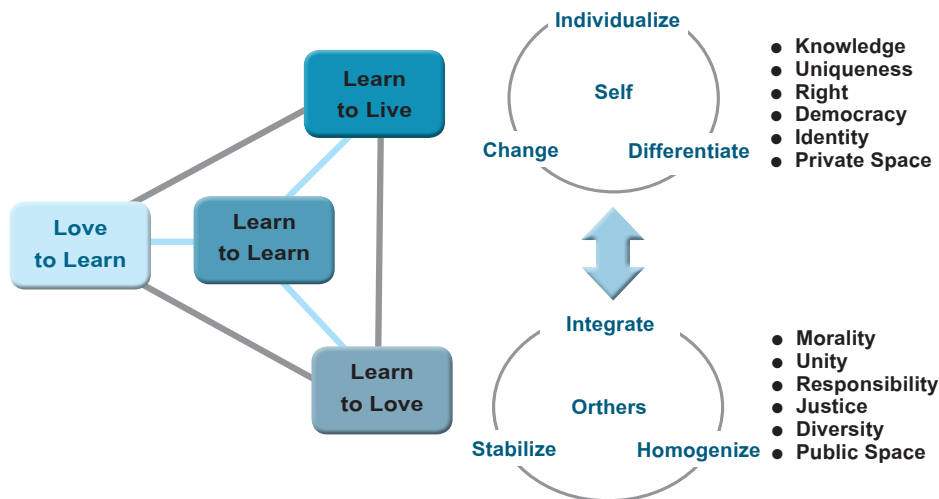 Learn
to Live
Love
to Learn
Learn
to Learn
Learn
to Love
Individualize
Self
Change
Differentiate
● Knowledge
● Uniqueness
● Right
● Democracy
● Identity
● Private Space
Integrate
Orthers
Stabilize
Homogenize
● Morality
● Unity
● Responsibility
● Justice
● Diversity
● Public Space